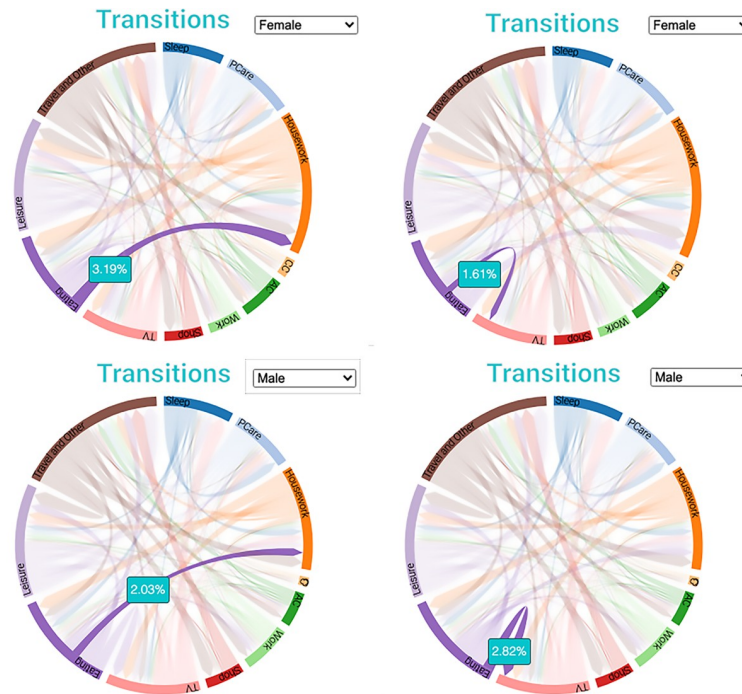 Transitions Female
Sleep
PCare
Housework
CC
AC
Work
Shop
TV
Eating
Leisure
Travel and Other
3.19%
Transitions Female
Sleep
PCare
Housework
CC
AC
Work
Shop
TV
Eating
Leisure
Travel and Other
1.61%
Transitions Male
Sleep
PCare
Housework
AC
Work
Shop
TV
Eating
Leisure
Travel and Other
2.03%
Transitions Male
Sleep
PCare
Housework
AC
Work
Shop
TV
Eating
Leisure
Travel and Other
2.82%